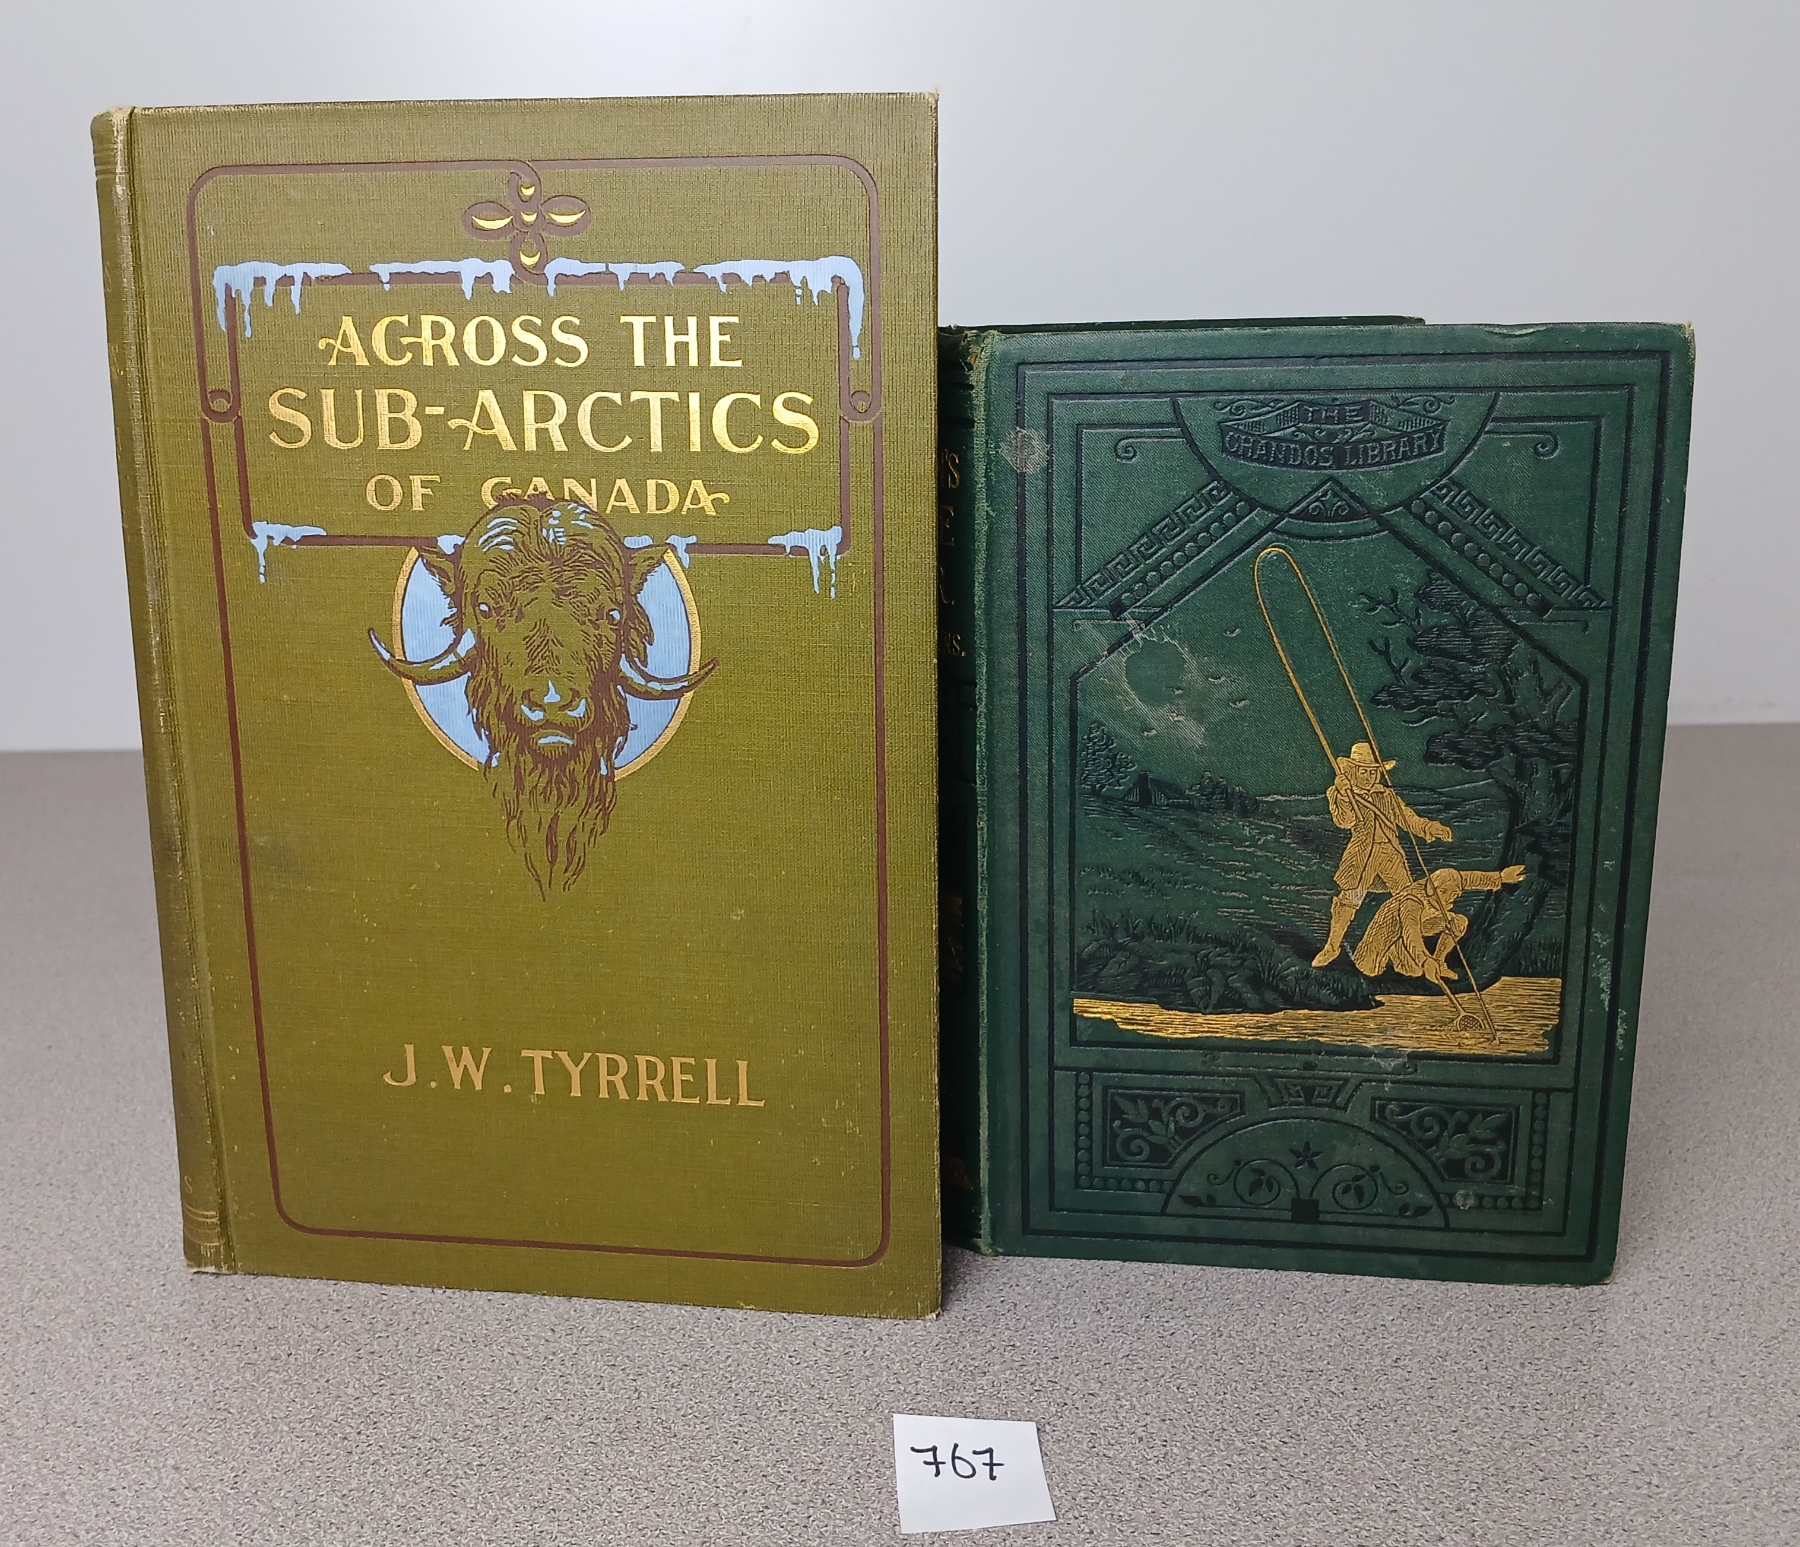 ACROSS THE
SUB-ARCTICS
OF CANADA
J.W. TYRRELL
S
THE
CHANDOS LIBRARY
767